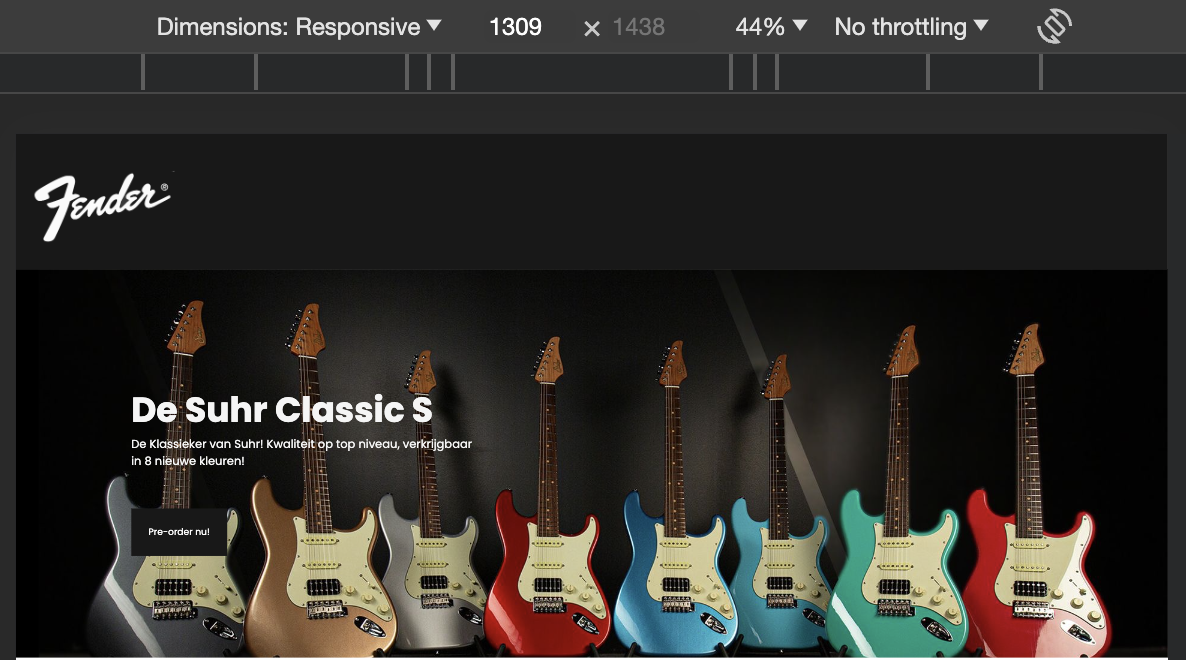 Dimensions: Responsive 1309 × 1438 44% No throttling
Fender®
De Suhr Classic S
De Klassieker van Suhr! Kwaliteit op top niveau, verkrijgbaar
in 8 nieuwe kleuren!
Pre-order nu!